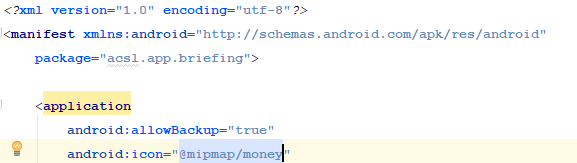 <?xml version="1.0" encoding="utf-8"?>
<manifest xmlns:android="http://schemas.android.com/apk/res/android"
package="acsl.app.briefing">
<application
android:allowBackup="true"
android:icon="@mipmap/money"